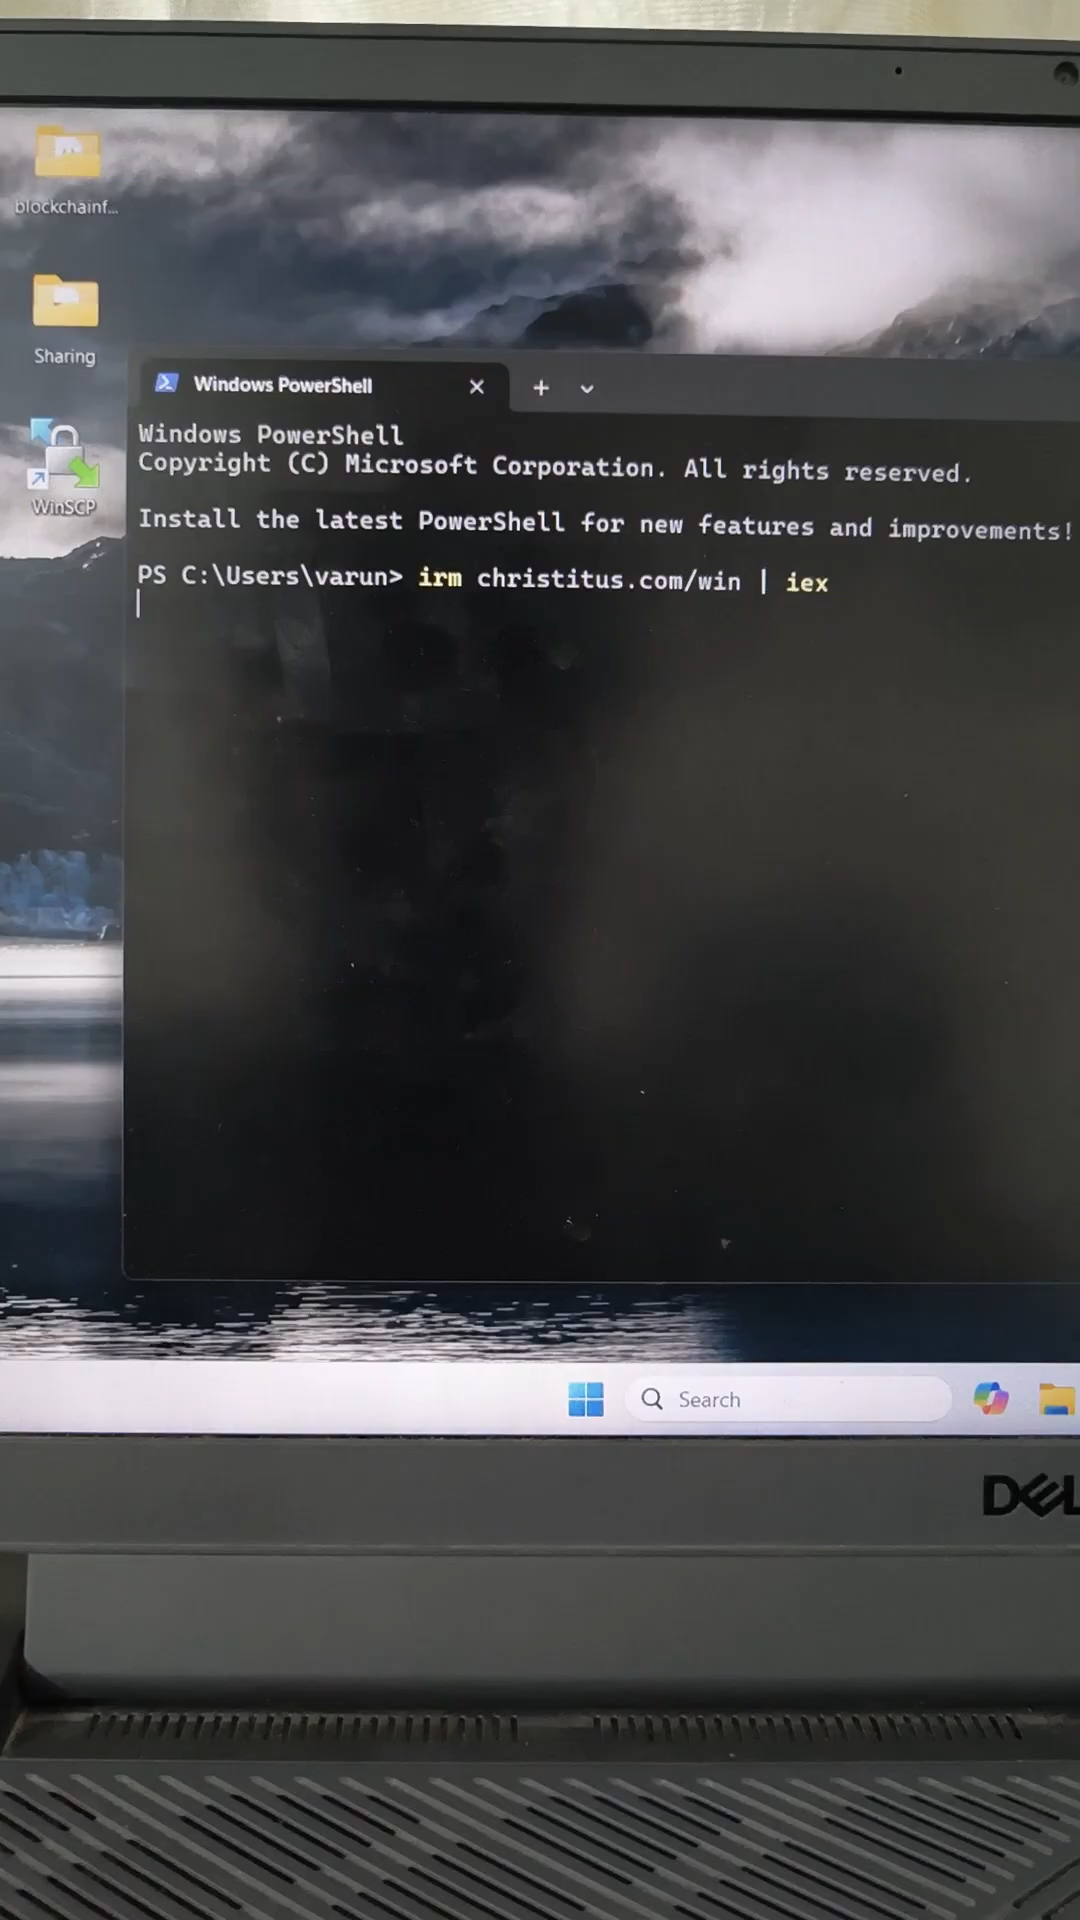 blockchainf...
Sharing
WinSCP
Windows PowerShell
Windows PowerShell
Copyright (C) Microsoft Corporation. All rights reserved.
Install the latest PowerShell for new features and improvements!
PS C:\Users\varun> irm christitus.com/win | iex
Search
DEL